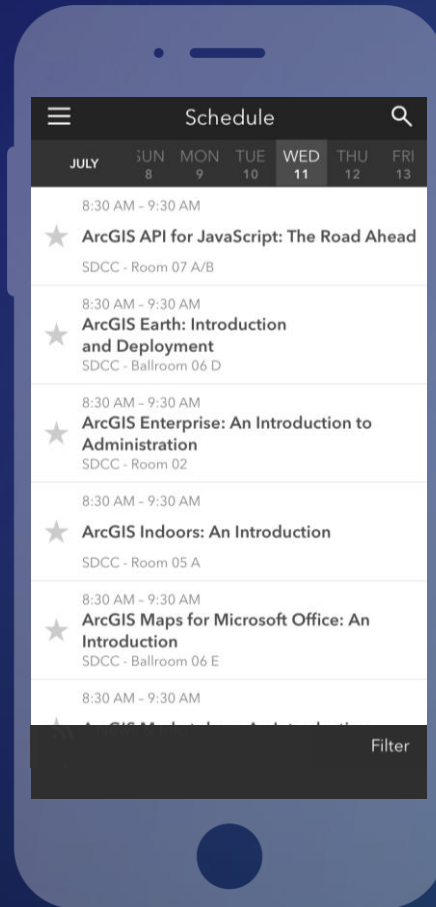 Schedule
JULY
SUN MON TUE WED THU FRI
8 9 10 11 12 13
8:30 AM – 9:30 AM
ArcGIS API for JavaScript: The Road Ahead
SDCC - Room 07 A/B
8:30 AM – 9:30 AM
ArcGIS Earth: Introduction
and Deployment
SDCC - Ballroom 06 D
8:30 AM – 9:30 AM
ArcGIS Enterprise: An Introduction to
Administration
SDCC - Room 02
8:30 AM – 9:30 AM
ArcGIS Indoors: An Introduction
SDCC - Room 05 A
8:30 AM – 9:30 AM
ArcGIS Maps for Microsoft Office: An
Introduction
SDCC - Ballroom 06 E
8:30 AM – 9:30 AM
Filter